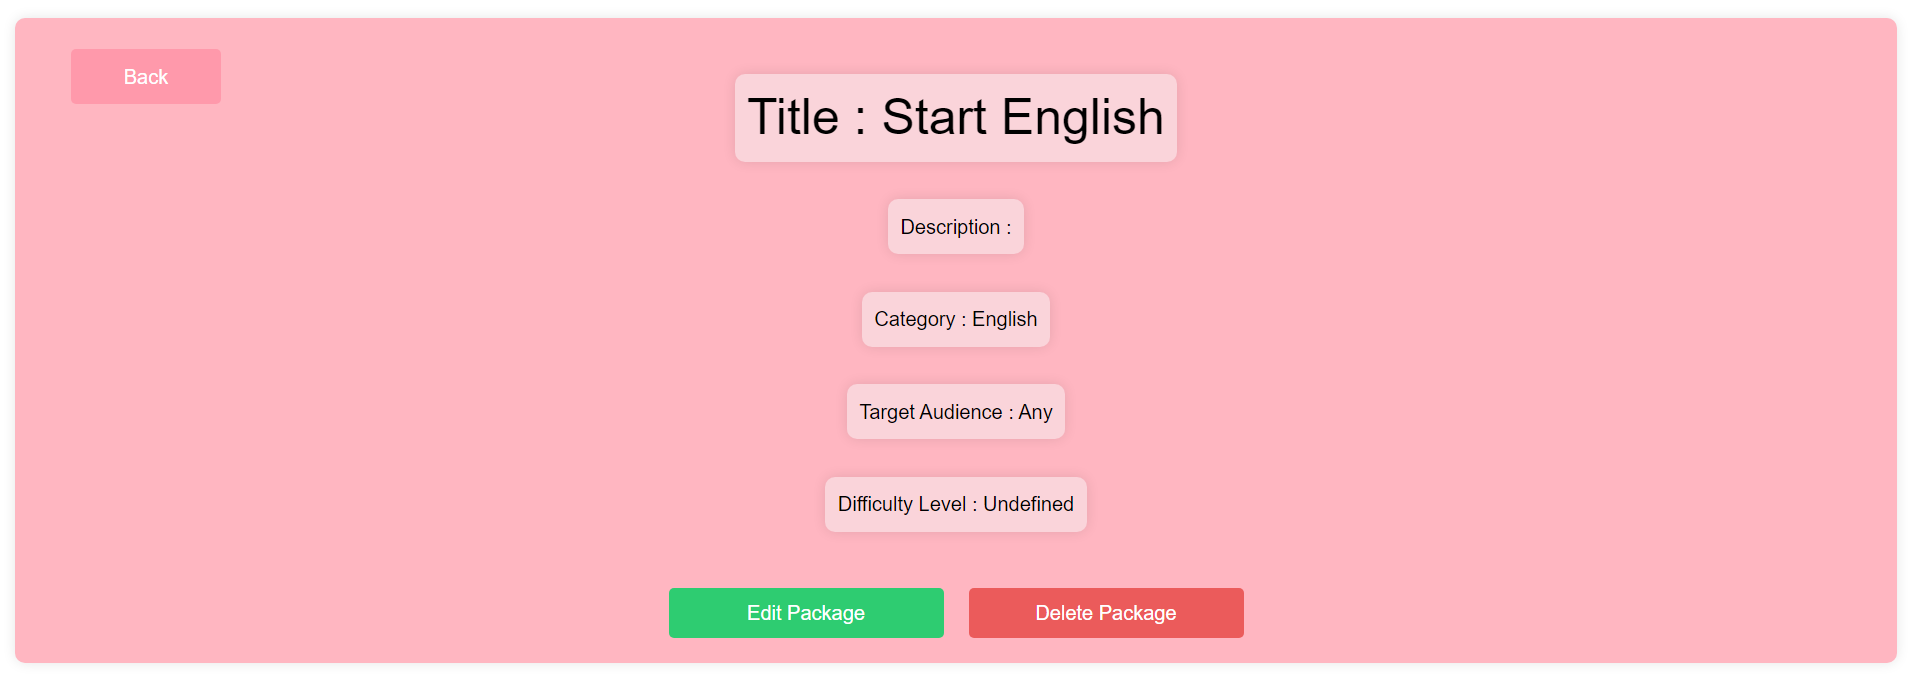 Back
Title : Start English
Description :
Category : English
Target Audience : Any
Difficulty Level : Undefined
Edit Package
Delete Package